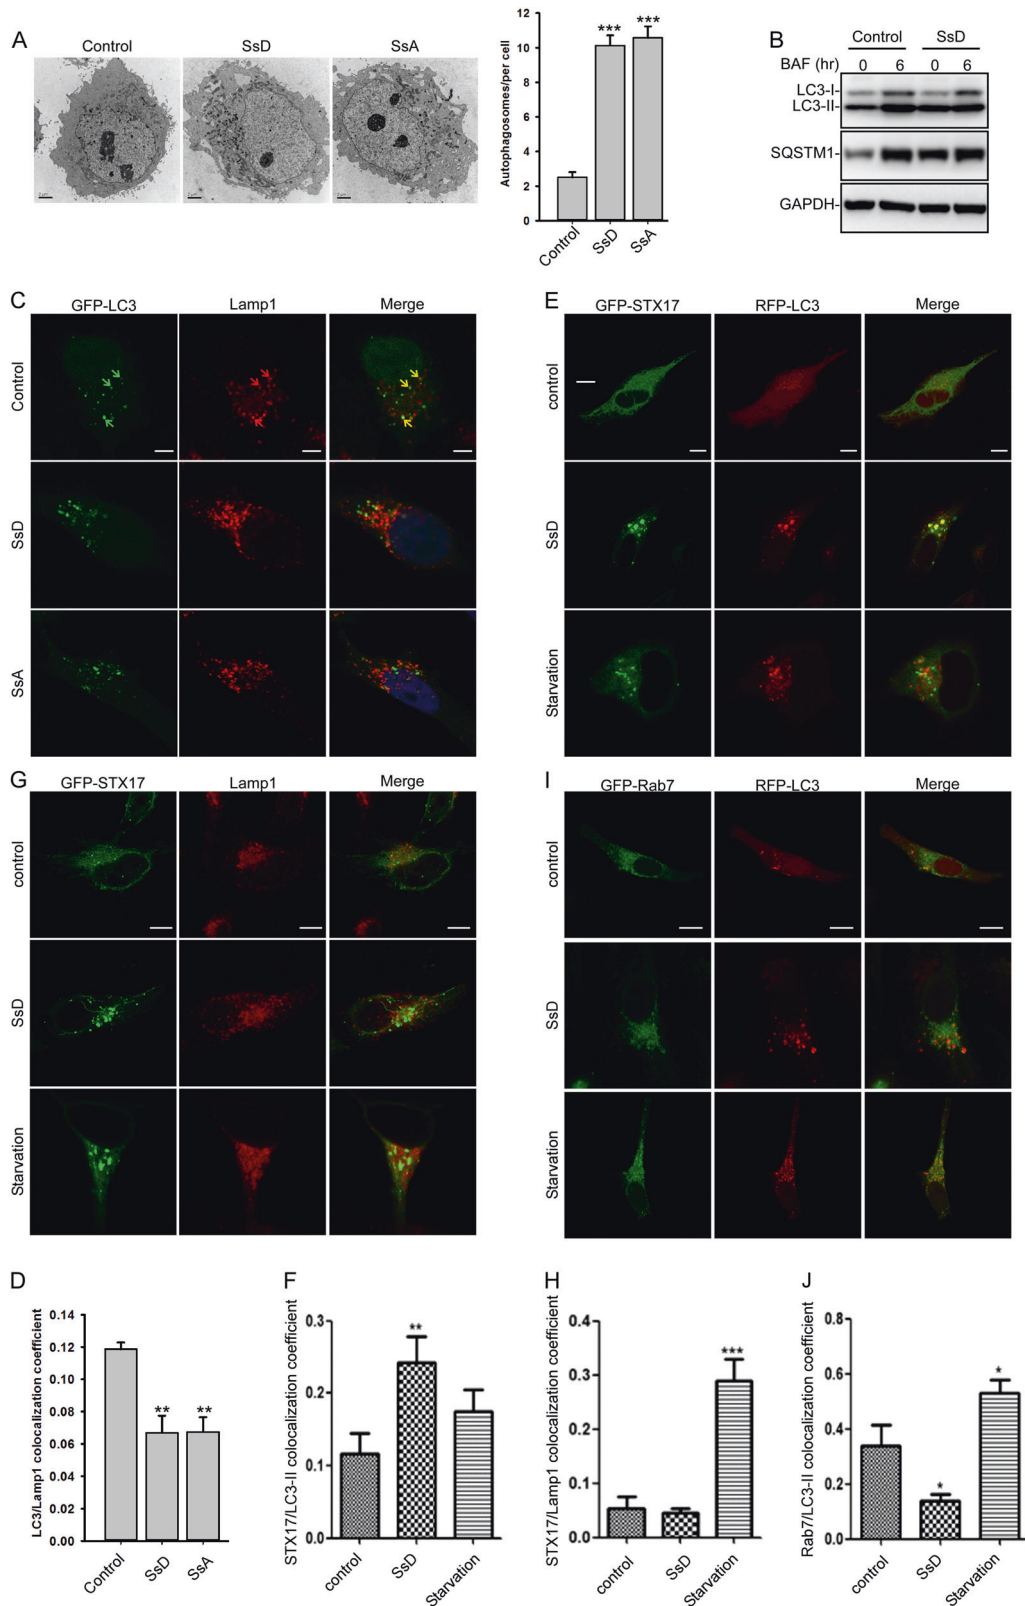 A
Control
SsD
SsA
Autophagosomes/per cell
12
10
8
6
4
2
0
***
***
Control
SsD
SsA
B
Control
SsD
BAF (hr)
0
6
0
6
LC3-I-
LC3-II-
SQSTM1-
GAPDH-
C
GFP-LC3
Lamp1
Merge
Control
SsD
SsA
E
GFP-STX17
RFP-LC3
Merge
control
SsD
Starvation
G
GFP-STX17
Lamp1
Merge
control
SsD
Starvation
I
GFP-Rab7
RFP-LC3
Merge
control
SsD
Starvation
D
LC3/Lamp1 colocalization coefficient
0.14
0.12
0.10
0.08
0.06
0.04
0.02
0.00
**
**
Control
SsD
SsA
F
STX17/LC3-II colocalization coefficient
0.3
0.2
0.1
0.0
**
control
SsD
Starvation
H
STX17/Lamp1 colocalization coefficient
0.4
0.3
0.2
0.1
0.0
***
control
SsD
Starvation
J
Rab7/LC3-II colocalization coefficient
0.8
0.6
0.4
0.2
0.0
*
*
control
SsD
Starvation